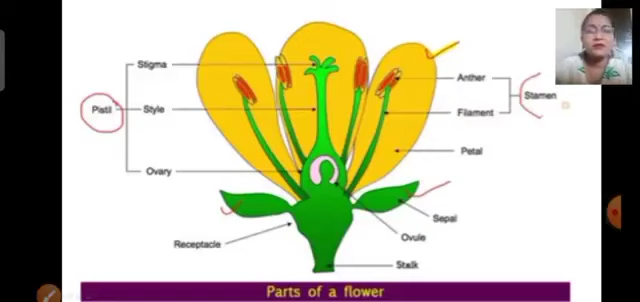 Stigma
Anther
Pistil
Style
Filament
Stamen
Petal
Ovary
Sepal
Ovule
Receptacle
Stalk
Parts of a flower